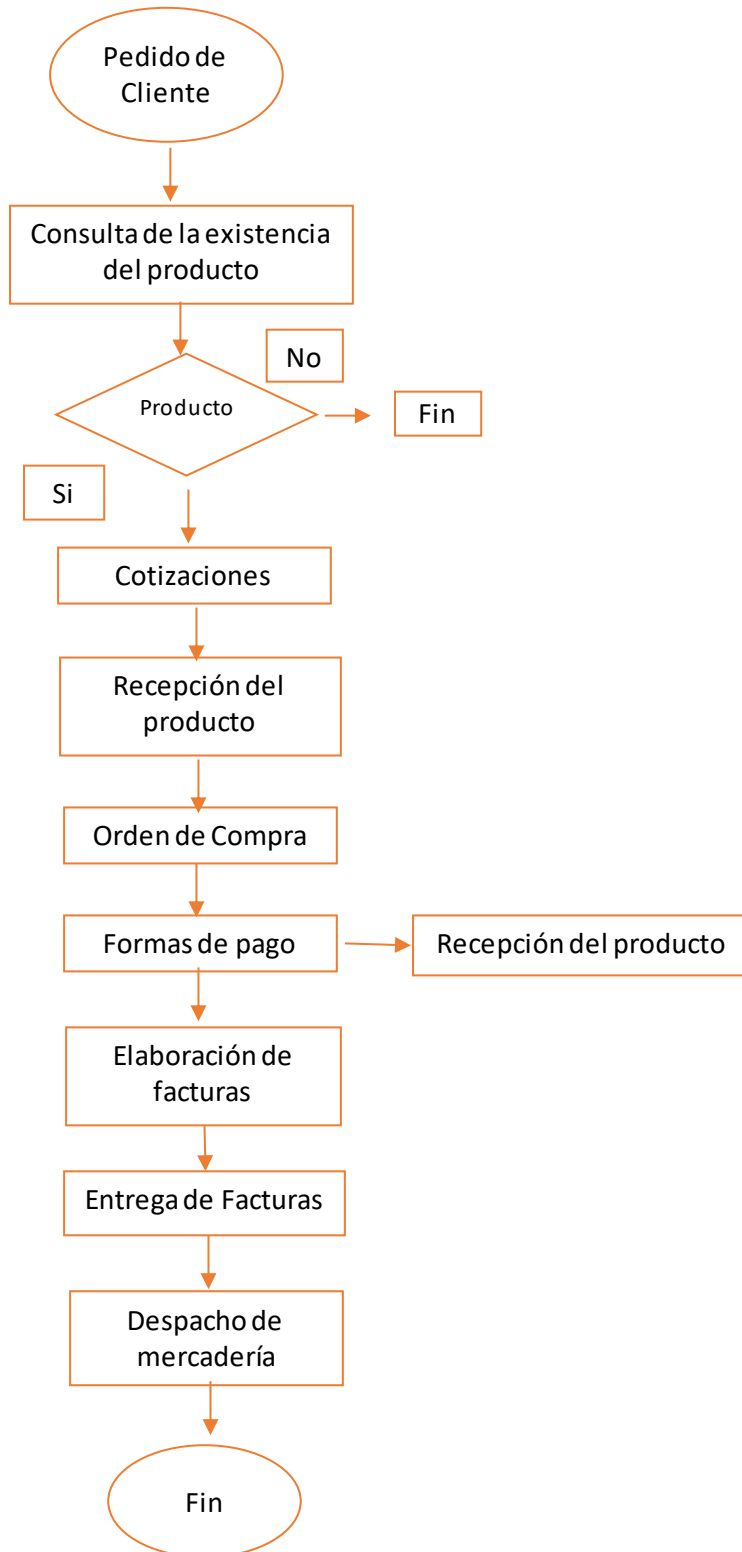 Pedido de
Cliente
Consulta de la existencia
del producto
No
Producto
Fin
Si
Cotizaciones
Recepción del
producto
Orden de Compra
Formas de pago
Recepción del producto
Elaboración de
facturas
Entrega de Facturas
Despacho de
mercadería
Fin